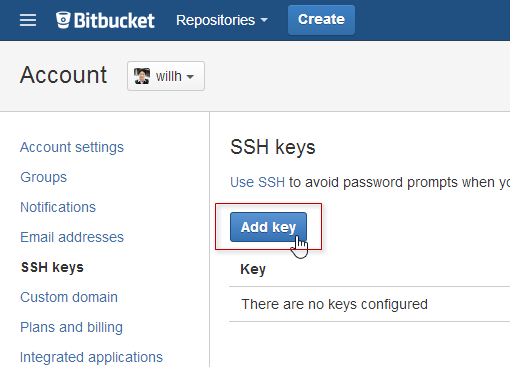 Bitbucket Repositories Create
Account willh
Account settings
Groups
Notifications
Email addresses
SSH keys
Custom domain
Plans and billing
Integrated applications
SSH keys
Use SSH to avoid password prompts when
Add key
Key
There are no keys configured